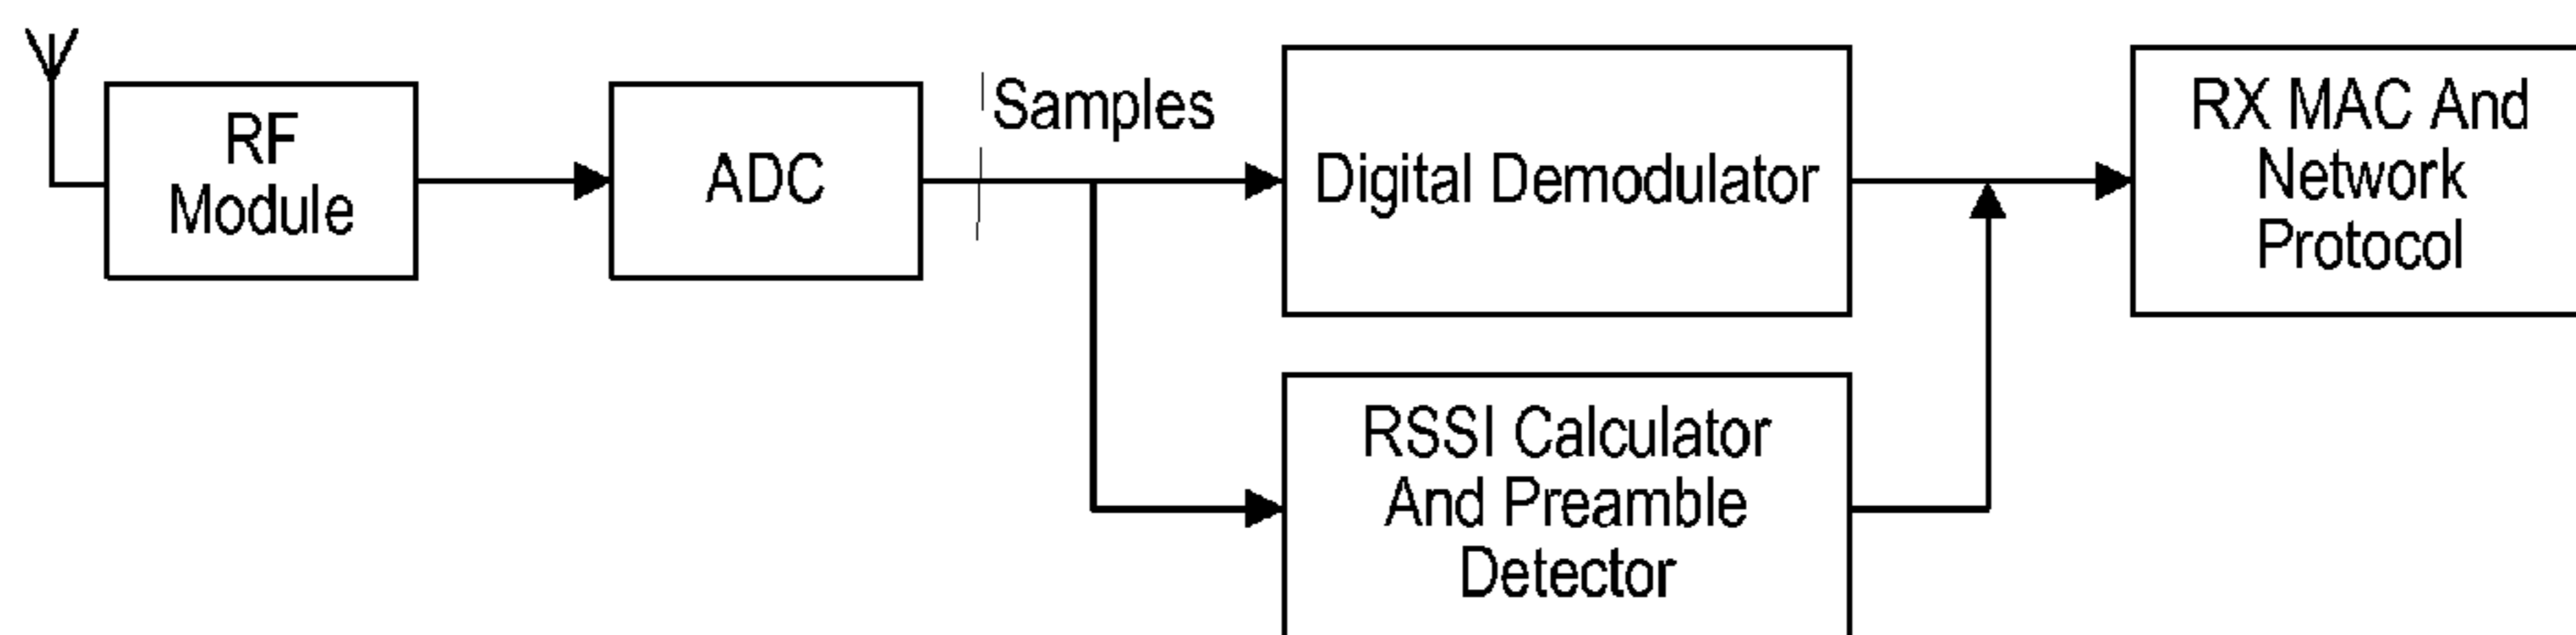 RF
Module
ADC
Samples
Digital Demodulator
RX MAC And
Network
Protocol
RSSI Calculator
And Preamble
Detector